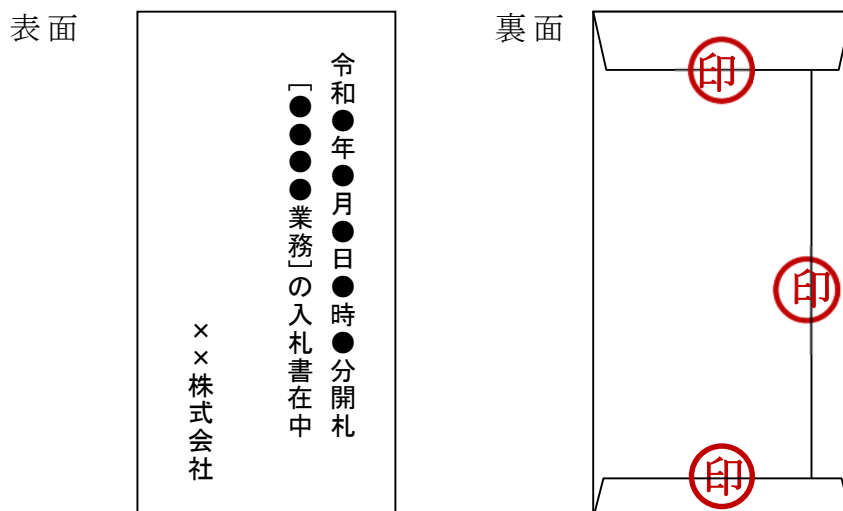 表面
令和●年●月●日●時●分開札
［●●●●業務］の入札書在中
××株式会社
裏面
印
印
印